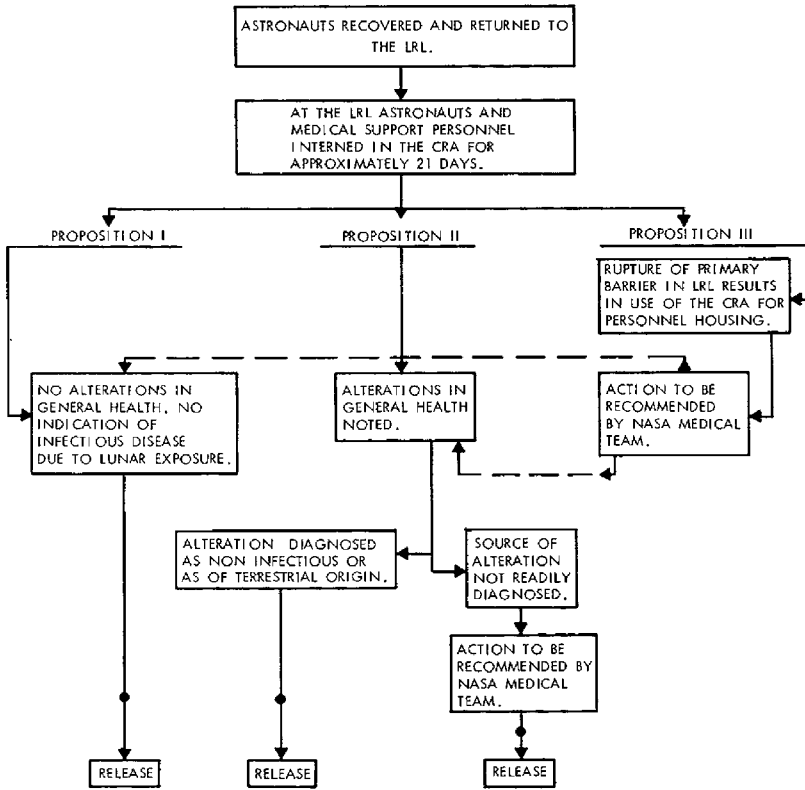 ASTRONAUTS RECOVERED AND RETURNED TO
THE LRL.
AT THE LRL ASTRONAUTS AND
MEDICAL SUPPORT PERSONNEL
INTERNED IN THE CRA FOR
APPROXIMATELY 21 DAYS.
PROPOSITION I
PROPOSITION II
PROPOSITION III
RUPTURE OF PRIMARY
BARRIER IN LRL RESULTS
IN USE OF THE CRA FOR
PERSONNEL HOUSING.
NO ALTERATIONS IN
GENERAL HEALTH, NO
INDICATION OF
INFECTIOUS DISEASE
DUE TO LUNAR EXPOSURE.
ALTERATIONS IN
GENERAL HEALTH
NOTED.
ACTION TO BE
RECOMMENDED
BY NASA MEDICAL
TEAM.
ALTERATION DIAGNOSED
AS NON INFECTIOUS OR
AS OF TERRESTRIAL ORIGIN.
SOURCE OF
ALTERATION
NOT READILY
DIAGNOSED.
ACTION TO BE
RECOMMENDED BY
NASA MEDICAL
TEAM.
RELEASE
RELEASE
RELEASE